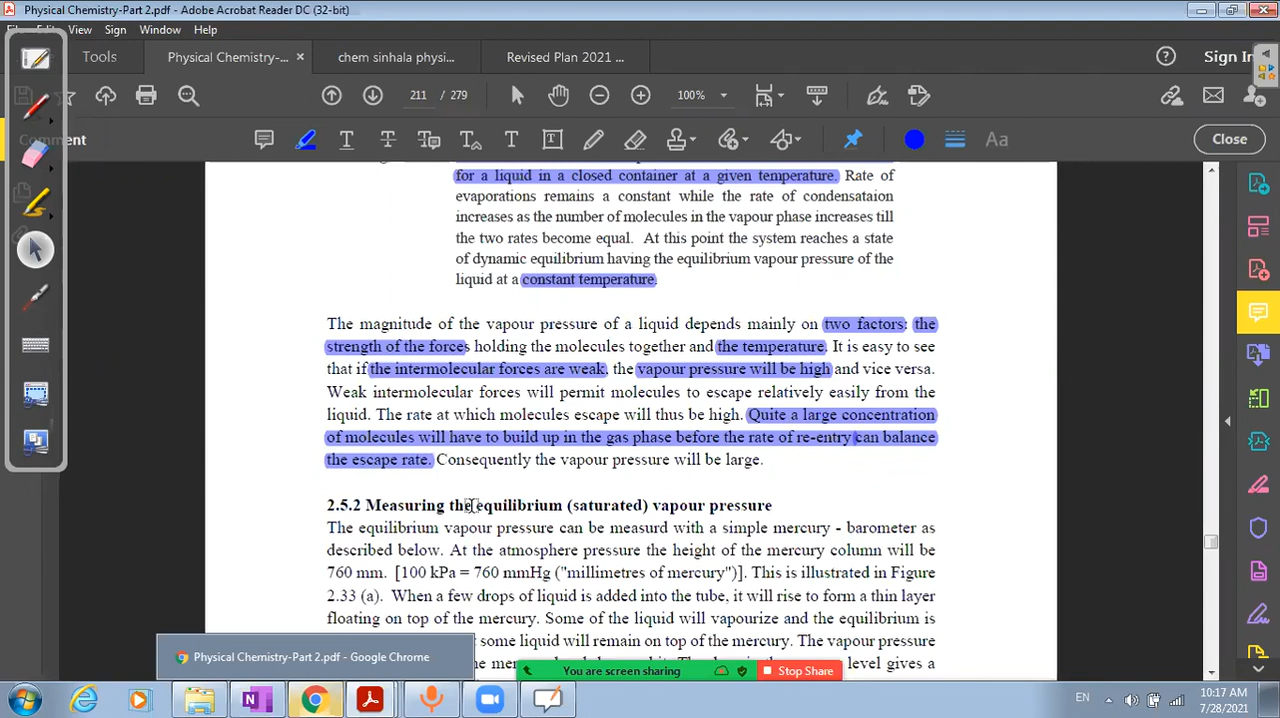 Physical Chemistry-Part 2.pdf - Adobe Acrobat Reader DC (32-bit)
View Sign Window Help
Tools Physical Chemistry-... × chem sinhala physi... Revised Plan 2021 ... Sign In
211 / 279 100%
Comment Close
for a liquid in a closed container at a given temperature. Rate of
evaporations remains a constant while the rate of condensataion
increases as the number of molecules in the vapour phase increases till
the two rates become equal. At this point the system reaches a state
of dynamic equilibrium having the equilibrium vapour pressure of the
liquid at a constant temperature.
The magnitude of the vapour pressure of a liquid depends mainly on two factors: the
strength of the forces holding the molecules together and the temperature. It is easy to see
that if the intermolecular forces are weak, the vapour pressure will be high and vice versa.
Weak intermolecular forces will permit molecules to escape relatively easily from the
liquid. The rate at which molecules escape will thus be high. Quite a large concentration
of molecules will have to build up in the gas phase before the rate of re-entry can balance
the escape rate. Consequently the vapour pressure will be large.
2.5.2 Measuring the equilibrium (saturated) vapour pressure
The equilibrium vapour pressure can be measurd with a simple mercury - barometer as
described below. At the atmosphere pressure the height of the mercury column will be
760 mm. [100 kPa = 760 mmHg ("millimetres of mercury")]. This is illustrated in Figure
2.33 (a). When a few drops of liquid is added into the tube, it will rise to form a thin layer
floating on top of the mercury. Some of the liquid will vapourize and the equilibrium is
some liquid will remain on top of the mercury. The vapour pressure
level gives a
Physical Chemistry-Part 2.pdf - Google Chrome
You are screen sharing Stop Share
EN 10:17 AM
7/28/2021